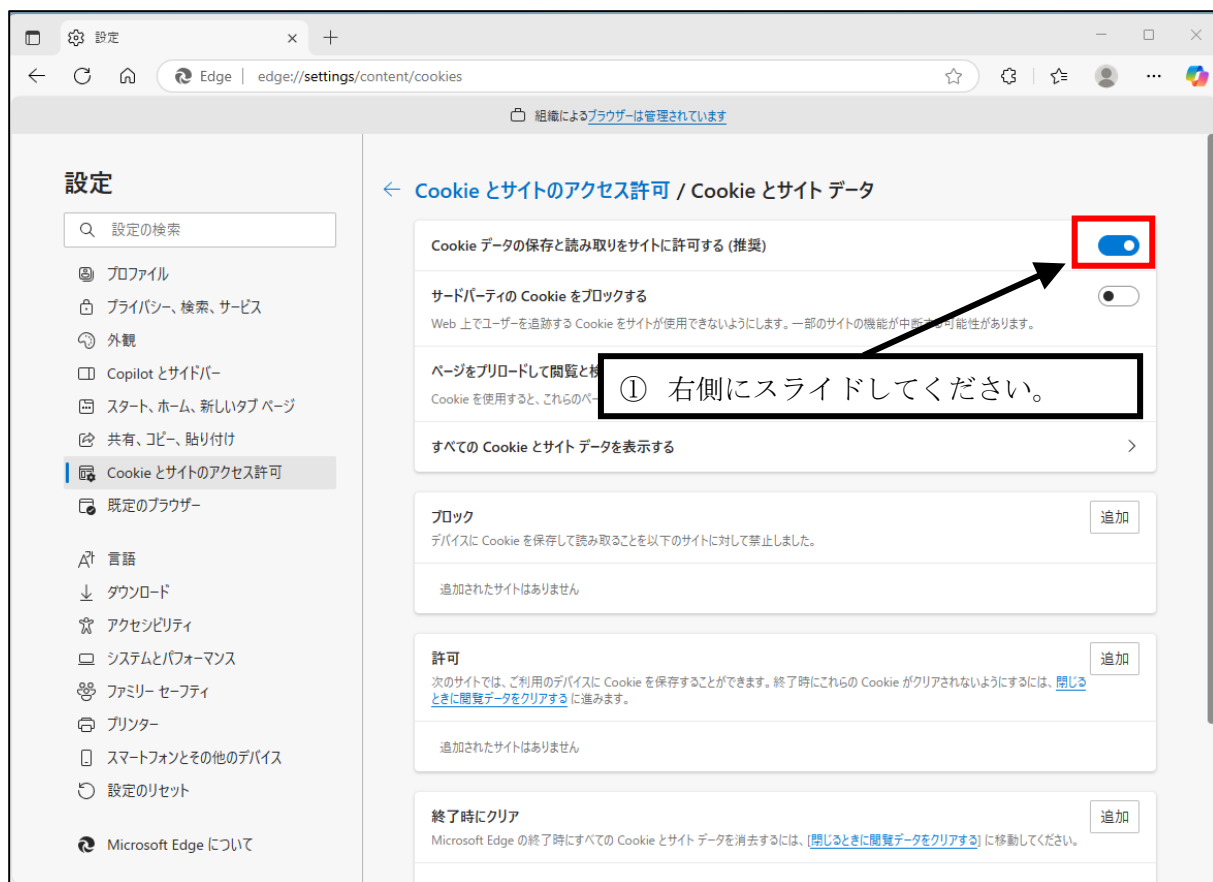 設定
Edge edge://settings/content/cookies
組織によるブラウザーは管理されています
設定
設定の検索
プロファイル
プライバシー、検索、サービス
外観
Copilot とサイドバー
スタート、ホーム、新しいタブ ページ
共有、コピー、貼り付け
Cookie とサイトのアクセス許可
既定のブラウザー
言語
ダウンロード
アクセシビリティ
システムとパフォーマンス
ファミリー セーフティ
プリンター
スマートフォンとその他のデバイス
設定のリセット
Microsoft Edge について
Cookie とサイトのアクセス許可 / Cookie とサイト データ
Cookie データの保存と読み取りをサイトに許可する (推奨)
サードパーティの Cookie をブロックする
Web 上でユーザーを追跡する Cookie をサイトが使用できないようにします。一部のサイトの機能が中断する可能性があります。
ページをプリロードして閲覧と検
Cookie を使用すると、これらのペー
① 右側にスライドしてください。
すべての Cookie とサイト データを表示する
ブロック
追加
デバイスに Cookie を保存して読み取ることを以下のサイトに対して禁止しました。
追加されたサイトはありません
許可
追加
次のサイトでは、ご利用のデバイスに Cookie を保存することができます。終了時にこれらの Cookie がクリアされないようにするには、閉じる
ときに閲覧データをクリアする に進みます。
追加されたサイトはありません
終了時にクリア
追加
Microsoft Edge の終了時にすべての Cookie とサイト データを消去するには、[閉じるときに閲覧データをクリアする] に移動してください。